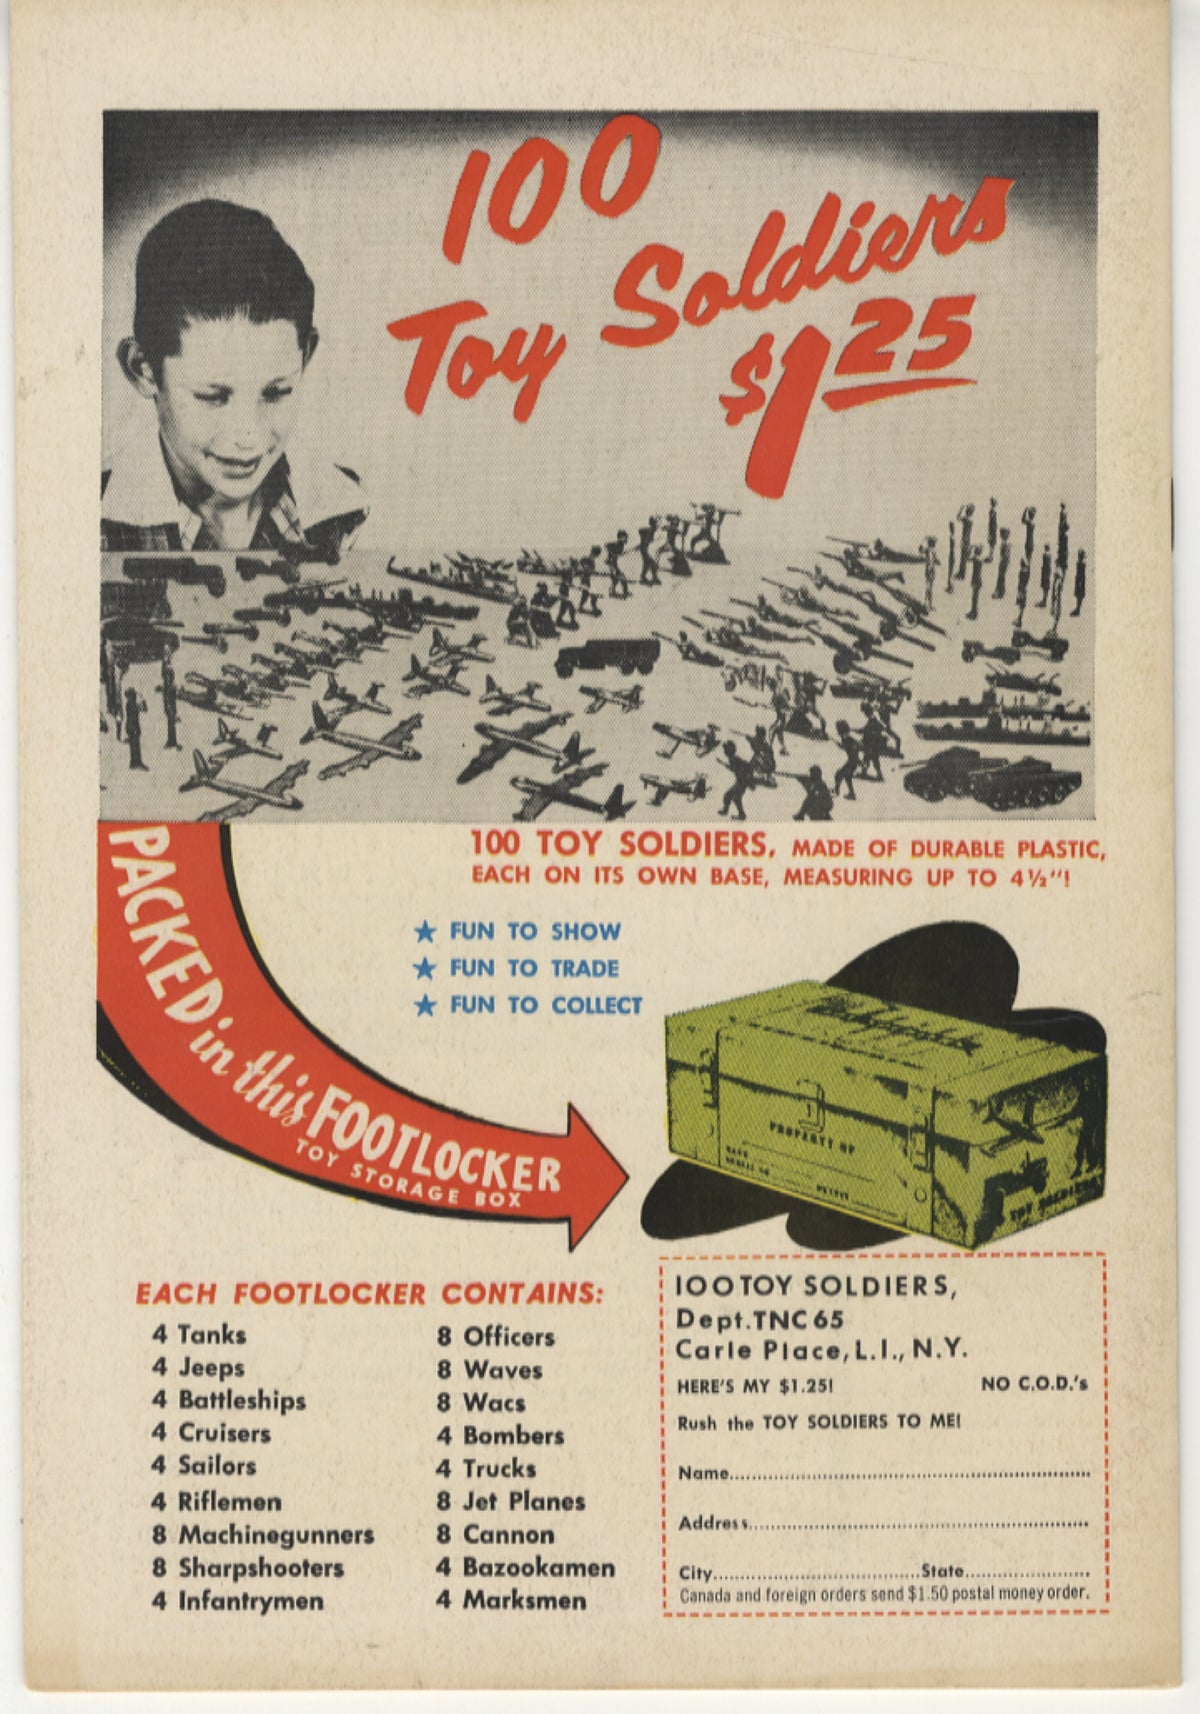 100
Toy Soldiers
$1.25
100 TOY SOLDIERS, MADE OF DURABLE PLASTIC,
EACH ON ITS OWN BASE, MEASURING UP TO 4½"!
★ FUN TO SHOW
★ FUN TO TRADE
★ FUN TO COLLECT
PACKED in this FOOTLOCKER
TOY STORAGE BOX
PROPERTY OF
TOY SOLDIERS
EACH FOOTLOCKER CONTAINS:
4 Tanks
4 Jeeps
4 Battleships
4 Cruisers
4 Sailors
4 Riflemen
8 Machinegunners
8 Sharpshooters
4 Infantrymen
8 Officers
8 Waves
8 Wacs
4 Bombers
4 Trucks
8 Jet Planes
8 Cannon
4 Bazookamen
4 Marksmen
100 TOY SOLDIERS,
Dept. TNC 65
Carle Place, L.I., N.Y.
HERE'S MY $1.25! NO C.O.D.'s
Rush the TOY SOLDIERS TO ME!
Name
Address
City State
Canada and foreign orders send $1.50 postal money order.